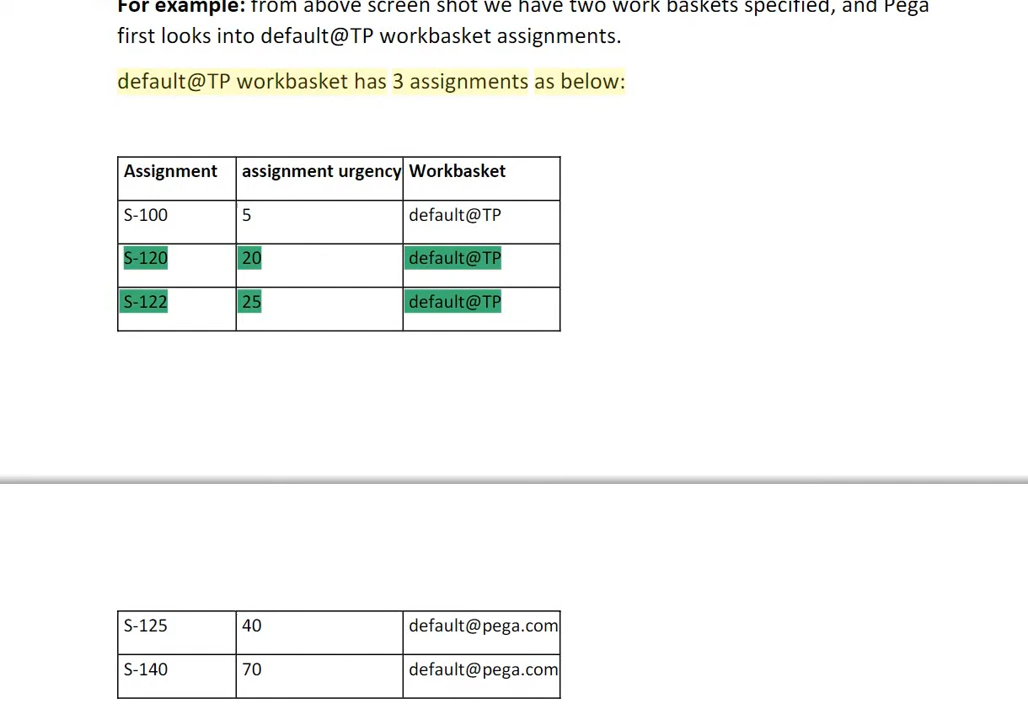 For example: from above screen shot we have two work baskets specified, and Pega
first looks into default@TP workbasket assignments.
default@TP workbasket has 3 assignments as below:
Assignment assignment urgency Workbasket
S-100 5 default@TP
S-120 20 default@TP
S-122 25 default@TP
S-125 40 default@pega.com
S-140 70 default@pega.com